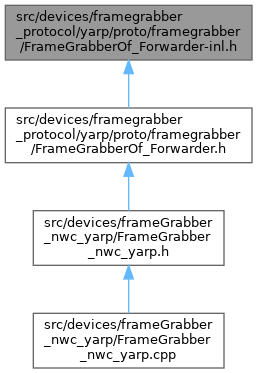 src/devices/framegrabber
_protocol/yarp/proto/framegrabber
/FrameGrabberOf_Forwarder-inl.h
src/devices/framegrabber
_protocol/yarp/proto/framegrabber
/FrameGrabberOf_Forwarder.h
src/devices/frameGrabber
_nwc_yarp/FrameGrabber
_nwc_yarp.h
src/devices/frameGrabber
_nwc_yarp/FrameGrabber
_nwc_yarp.cpp